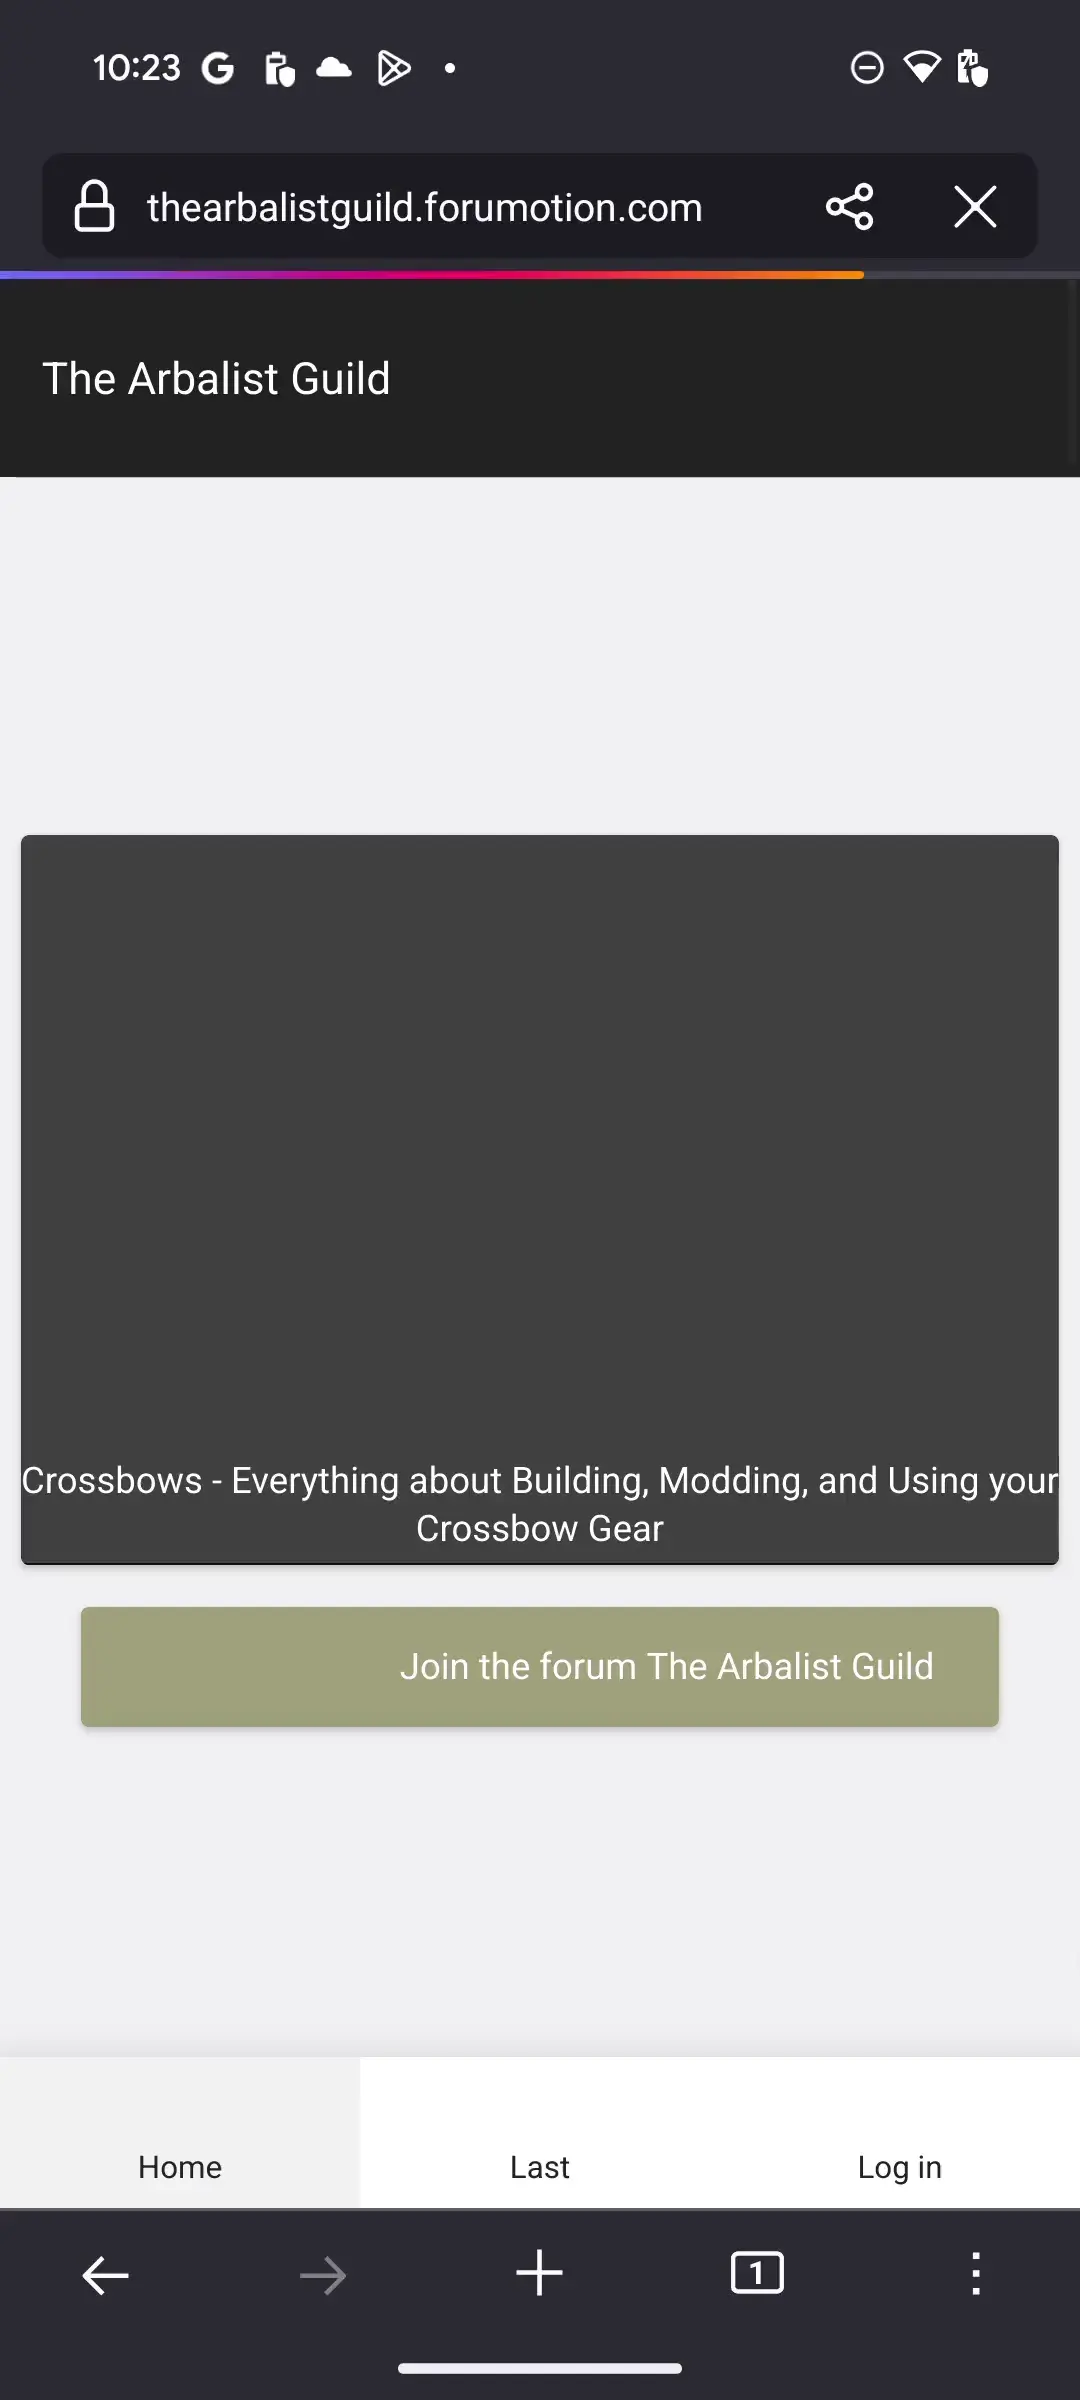 10:23
thearbalistguild.forumotion.com
The Arbalist Guild
Crossbows - Everything about Building, Modding, and Using your
Crossbow Gear
Join the forum The Arbalist Guild
Home
Last
Log in
1